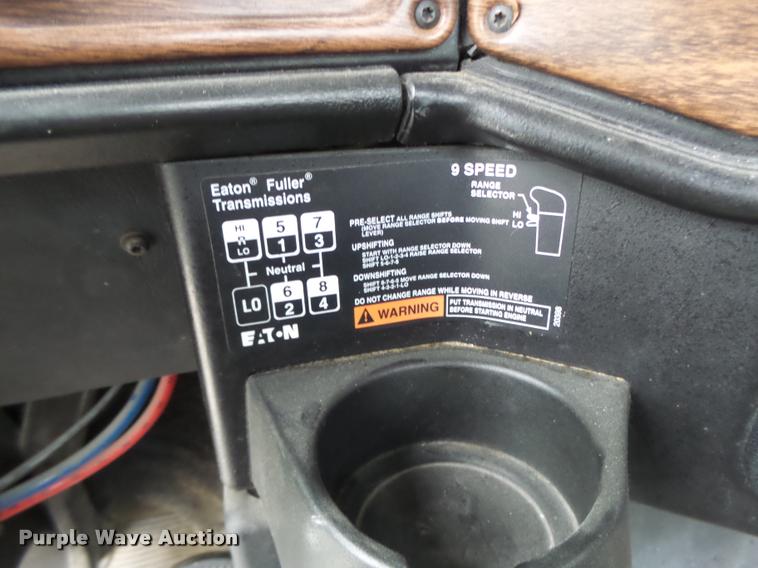 Eaton® Fuller®
Transmissions
9 SPEED
RANGE
SELECTOR
HI
LO
HI
R
LO
5
1
7
3
Neutral
LO
6
2
8
4
EATON
PRE-SELECT ALL RANGE SHIFTS
(MOVE RANGE SELECTOR BEFORE MOVING SHIFT
LEVER)
UPSHIFTING
START WITH RANGE SELECTOR DOWN
SHIFT LO-1-2-3-4 RAISE RANGE SELECTOR
SHIFT 5-6-7-8
DOWNSHIFTING
SHIFT 8-7-6-5 MOVE RANGE SELECTOR DOWN
SHIFT 4-3-2-1-LO
DO NOT CHANGE RANGE WHILE MOVING IN REVERSE
WARNING
PUT TRANSMISSION IN NEUTRAL
BEFORE STARTING ENGINE
20398
Purple Wave Auction